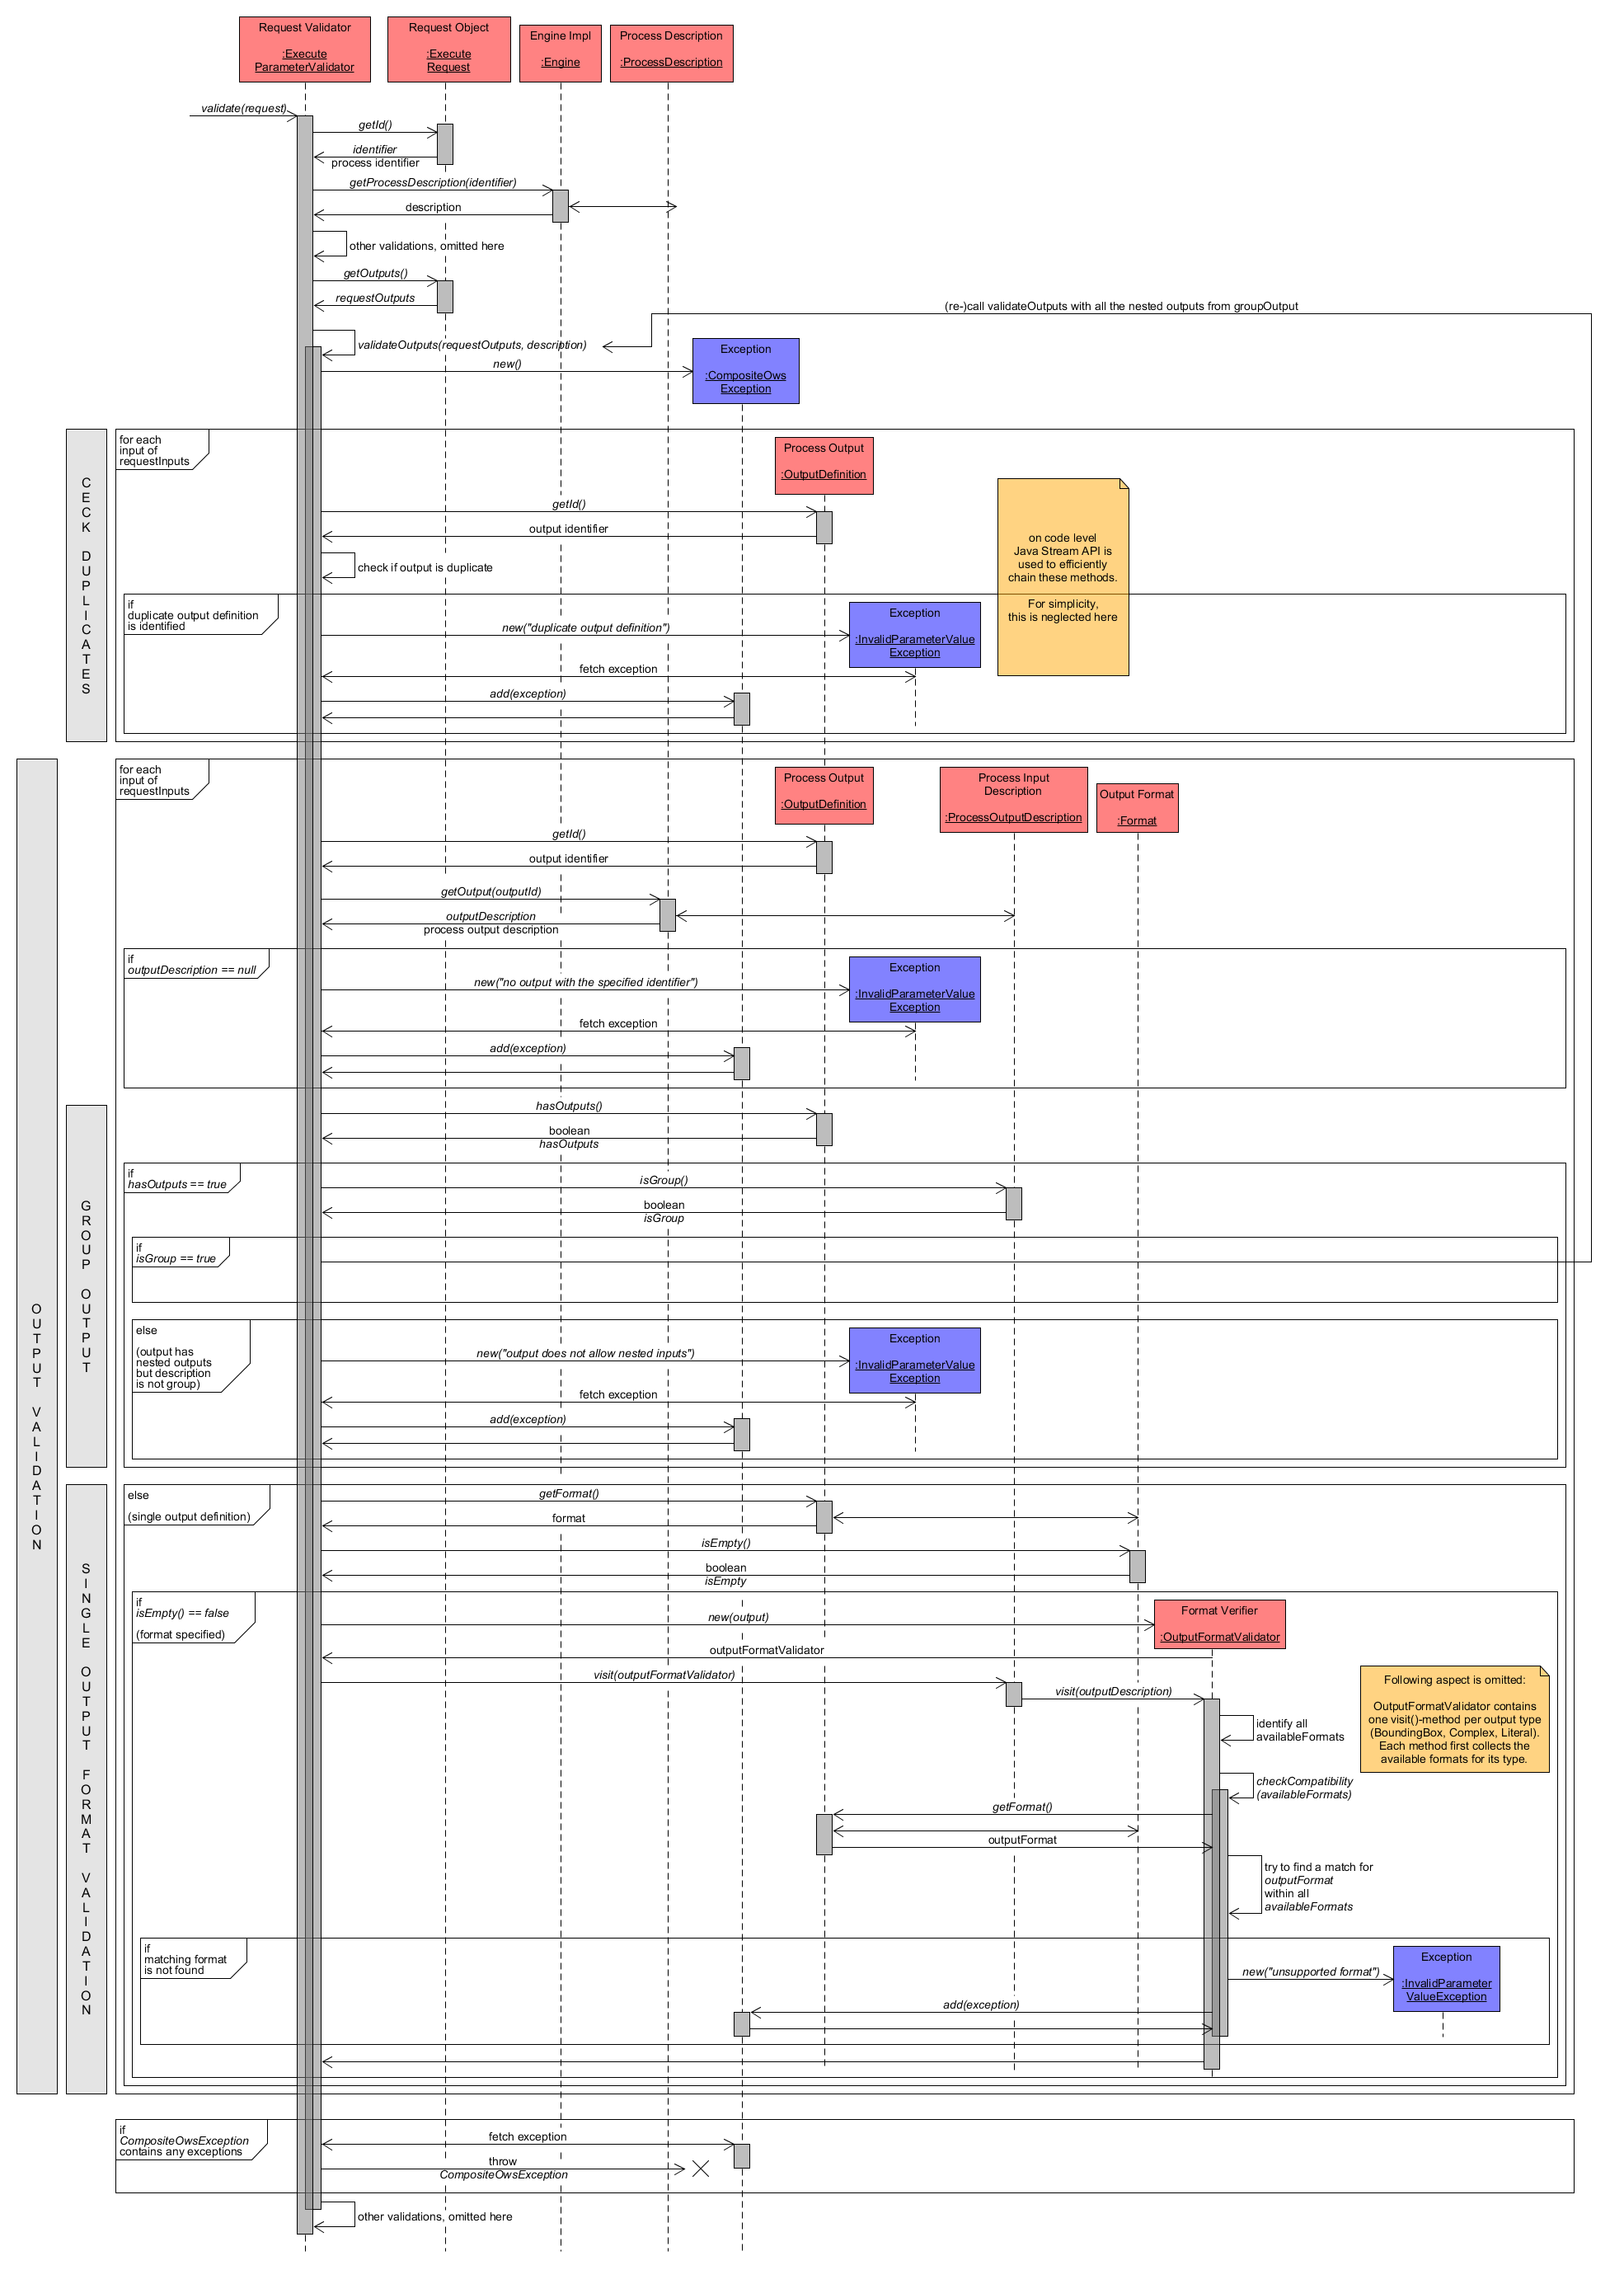 Request Validator
:Execute
ParameterValidator
Request Object
:Execute
Request
Engine Impl
:Engine
Process Description
:ProcessDescription
validate(request)
getId()
identifier
process identifier
getProcessDescription(identifier)
description
other validations, omitted here
getOutputs()
requestOutputs
(re-)call validateOutputs with all the nested outputs from groupOutput
validateOutputs(requestOutputs, description)
new()
Exception
:CompositeOws
Exception
CECK DUPLICATES
for each
input of
requestInputs
Process Output
:OutputDefinition
getId()
output identifier
check if output is duplicate
on code level
Java Stream API is
used to efficiently
chain these methods.
For simplicity,
this is neglected here
if
duplicate output definition
is identified
new("duplicate output definition")
Exception
:InvalidParameterValue
Exception
fetch exception
add(exception)
OUTPUT VALIDATION
for each
input of
requestInputs
Process Output
:OutputDefinition
Process Input
Description
:ProcessOutputDescription
Output Format
:Format
getId()
output identifier
getOutput(outputId)
outputDescription
process output description
if
outputDescription == null
new("no output with the specified identifier")
Exception
:InvalidParameterValue
Exception
fetch exception
add(exception)
GROUP OUTPUT
hasOutputs()
boolean
hasOutputs
if
hasOutputs == true
isGroup()
boolean
isGroup
if
isGroup == true
else
(output has
nested outputs
but description
is not group)
new("output does not allow nested inputs")
Exception
:InvalidParameterValue
Exception
fetch exception
add(exception)
SINGLE OUTPUT FORMAT VALIDATION
else
(single output definition)
getFormat()
format
isEmpty()
boolean
isEmpty
if
isEmpty() == false
(format specified)
new(output)
Format Verifier
:OutputFormatValidator
outputFormatValidator
visit(outputFormatValidator)
visit(outputDescription)
identify all
availableFormats
Following aspect is omitted:
OutputFormatValidator contains
one visit()-method per output type
(BoundingBox, Complex, Literal).
Each method first collects the
available formats for its type.
checkCompatibility
(availableFormats)
getFormat()
outputFormat
try to find a match for
outputFormat
within all
availableFormats
if
matching format
is not found
new("unsupported format")
Exception
:InvalidParameter
ValueException
add(exception)
if
CompositeOwsException
contains any exceptions
fetch exception
throw
CompositeOwsException
other validations, omitted here